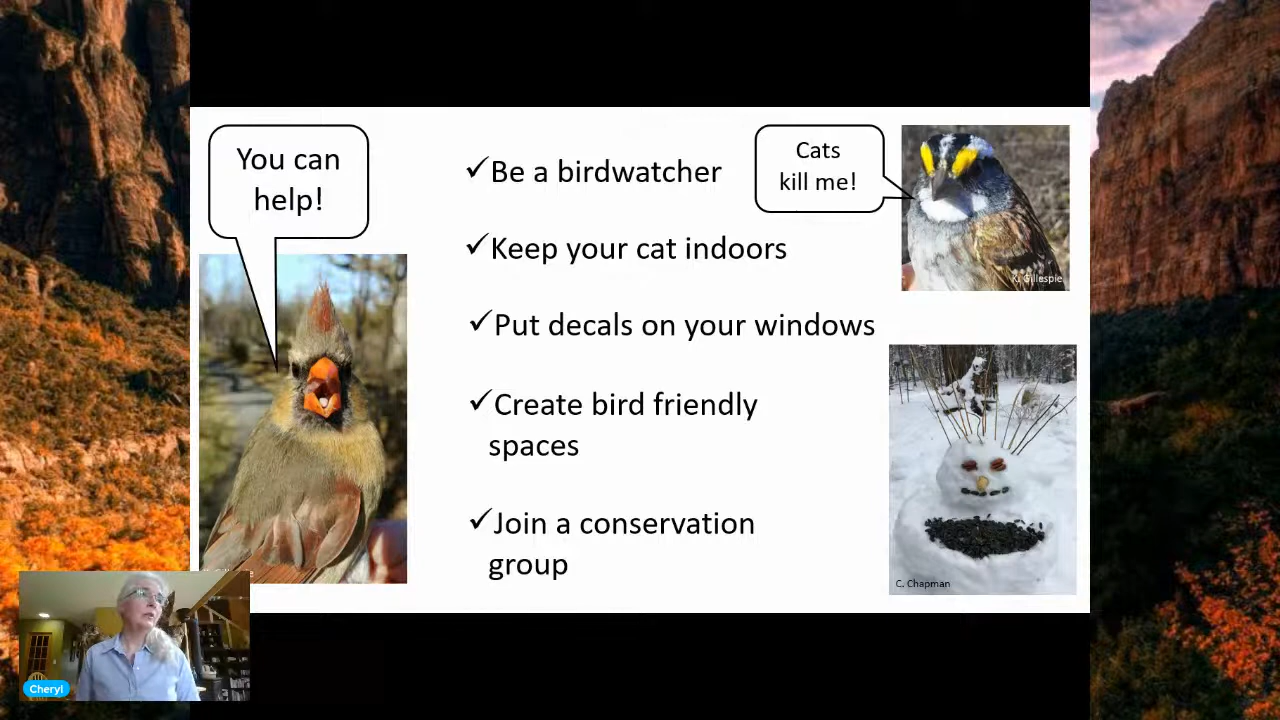 You can
help!
✓Be a birdwatcher
Cats
kill me!
✓Keep your cat indoors
K. Gillespie
✓Put decals on your windows
✓Create bird friendly
spaces
✓Join a conservation
group
C. Chapman
Cheryl